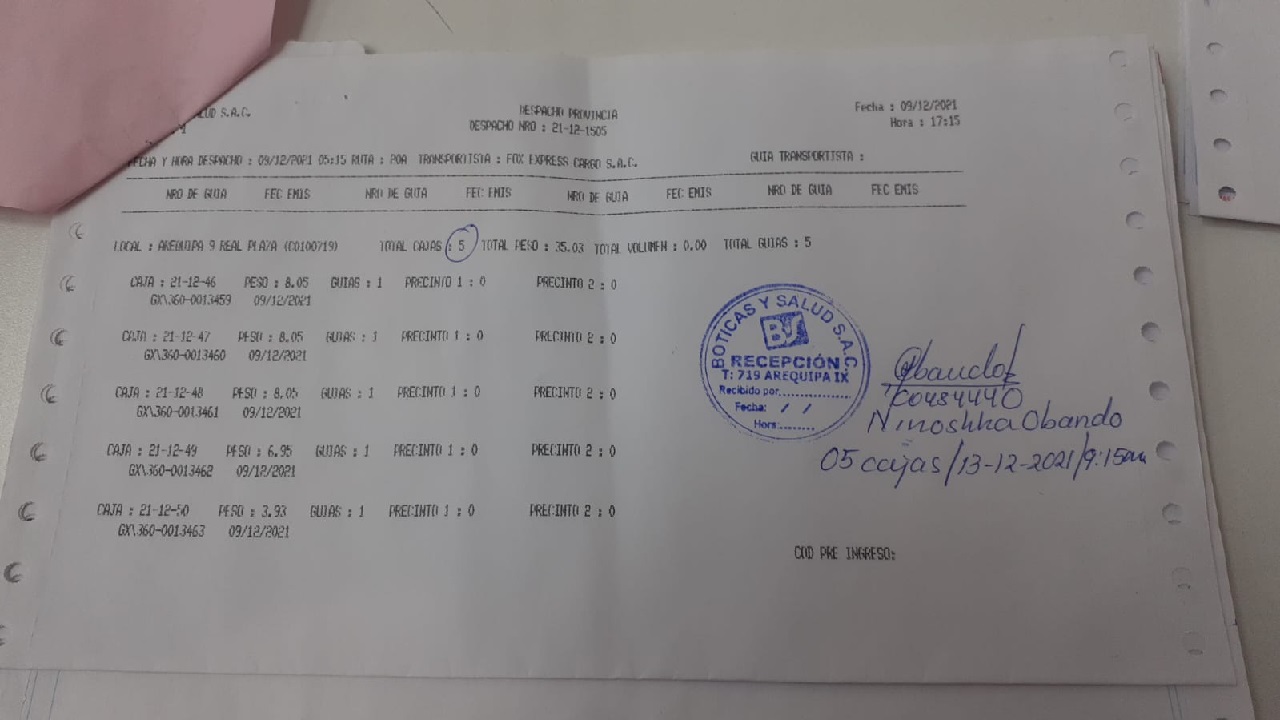 S.A.C.
DESPACHO PROVINCIA
Fecha : 09/12/2021
DESPACHO NRO : 21-12-1505
Hora : 17:15
FECHA Y HORA DESPACHO : 09/12/2021 05:15 RUTA : POA TRANSPORTISTA : FOX EXPRESS CARGO S.A.C. GUIA TRANSPORTISTA :
NRO DE GUIA FEC EMIS NRO DE GUIA FEC EMIS NRO DE GUIA FEC EMIS NRO DE GUIA FEC EMIS
LOCAL : AREQUIPA 9 REAL PLAZA (C0100719) TOTAL CAJAS : 5 TOTAL PESO : 35.03 TOTAL VOLUMEN : 0.00 TOTAL GUIAS : 5
CAJA : 21-12-46 PESO : 8.05 GUIAS : 1 PRECINTO 1 : 0 PRECINTO 2 : 0
GX\360-0013459 09/12/2021
CAJA : 21-12-47 PESO : 8.05 GUIAS : 1 PRECINTO 1 : 0 PRECINTO 2 : 0
GX\360-0013460 09/12/2021
CAJA : 21-12-48 PESO : 8.05 GUIAS : 1 PRECINTO 1 : 0 PRECINTO 2 : 0
GX\360-0013461 09/12/2021
CAJA : 21-12-49 PESO : 6.95 GUIAS : 1 PRECINTO 1 : 0 PRECINTO 2 : 0
GX\360-0013462 09/12/2021
CAJA : 21-12-50 PESO : 3.93 GUIAS : 1 PRECINTO 1 : 0 PRECINTO 2 : 0
GX\360-0013463 09/12/2021
BOTICAS Y SALUD S.A.C.
BS
RECEPCIÓN
T: 719 AREQUIPA IX
Recibido por:
Fecha: / /
Hora:
Obando
C0484440
Ninoshka Obando
05 cajas/13-12-2021/9:15am
COD PRE INGRESO: